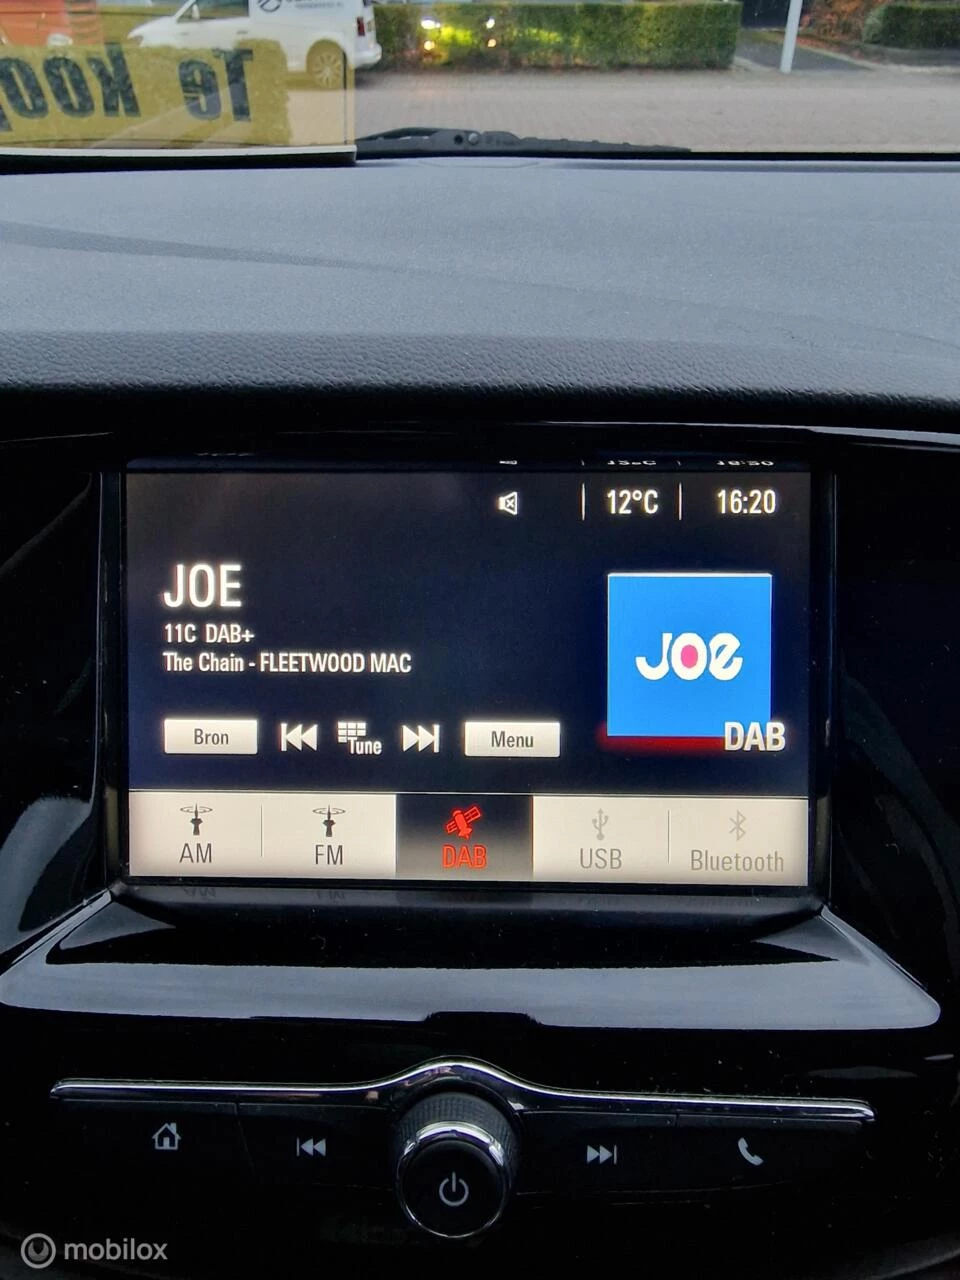 Te koop
12°C
16:20
JOE
11C DAB+
The Chain - FLEETWOOD MAC
JOe
DAB
Bron
Tune
Menu
AM
FM
DAB
USB
Bluetooth
mobilox